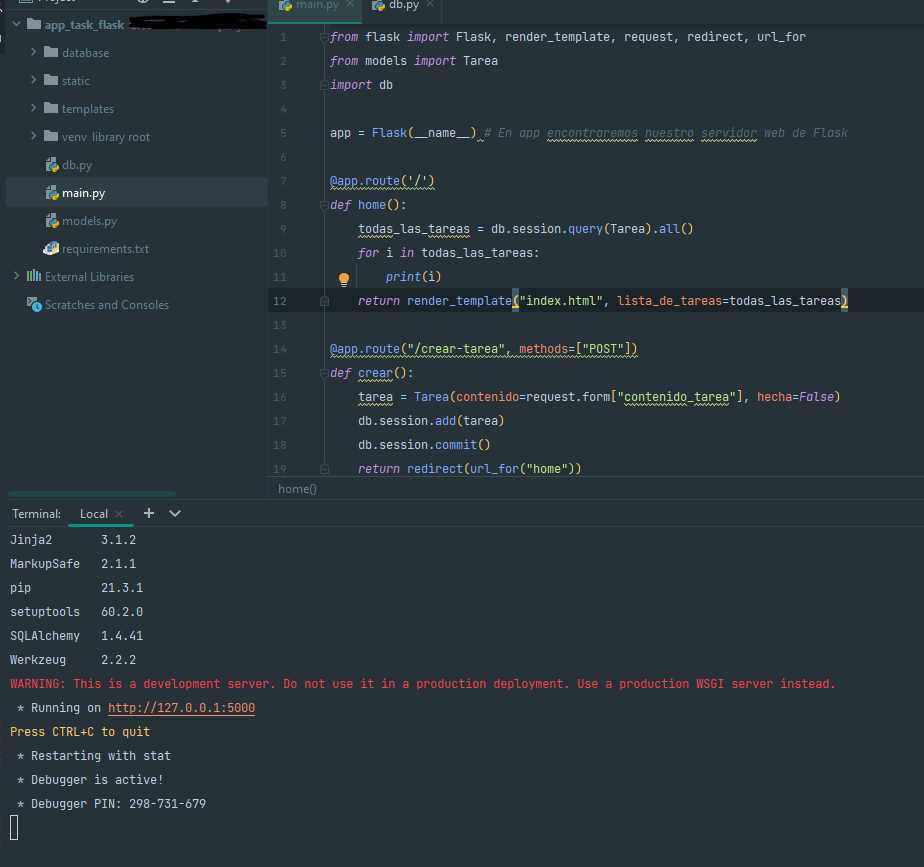 Project
main.py
db.py
app_task_flask
database
static
templates
venv library root
db.py
main.py
models.py
requirements.txt
External Libraries
Scratches and Consoles
1 from flask import Flask, render_template, request, redirect, url_for
2 from models import Tarea
3 import db
4
5 app = Flask(__name__) # En app encontraremos nuestro servidor web de Flask
6
7 @app.route('/')
8 def home():
9 todas_las_tareas = db.session.query(Tarea).all()
10 for i in todas_las_tareas:
11 print(i)
12 return render_template("index.html", lista_de_tareas=todas_las_tareas)
13
14 @app.route("/crear-tarea", methods=["POST"])
15 def crear():
16 tarea = Tarea(contenido=request.form["contenido_tarea"], hecha=False)
17 db.session.add(tarea)
18 db.session.commit()
19 return redirect(url_for("home"))
home()
Terminal: Local
Jinja2 3.1.2
MarkupSafe 2.1.1
pip 21.3.1
setuptools 60.2.0
SQLAlchemy 1.4.41
Werkzeug 2.2.2
WARNING: This is a development server. Do not use it in a production deployment. Use a production WSGI server instead.
* Running on http://127.0.0.1:5000
Press CTRL+C to quit
* Restarting with stat
* Debugger is active!
* Debugger PIN: 298-731-679